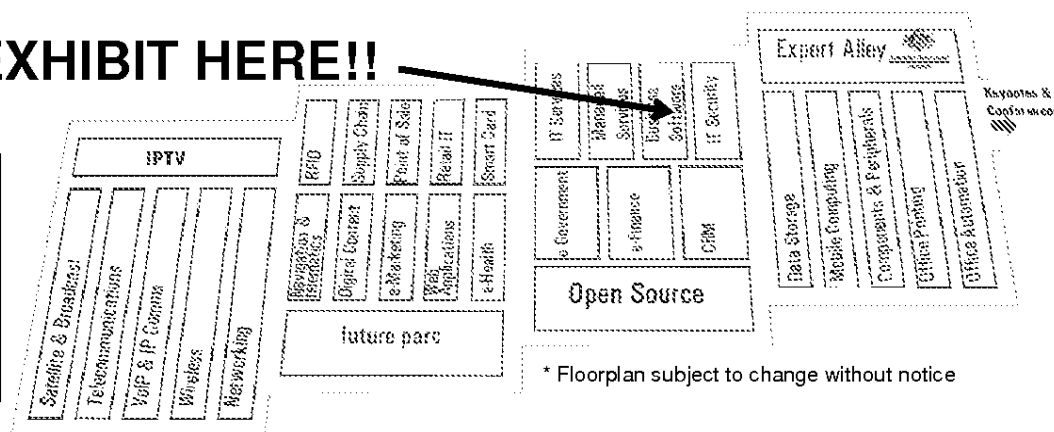 EXHIBIT HERE!!
Export Alley
Keynotes &
Conference
IPTV
Satellite & Broadcast
Telecommunications
VoIP & IP Comms
Wireless
Networking
RFID
Supply Chain
Point of Sale
Retail IT
Smart Card
Navigation &
Telematics
Digital Content
e-Marketing
Web
Applications
e-Health
future parc
IT Services
Managed
Services
Business
Software
IT Security
e-Government
e-Finance
CRM
Open Source
Data Storage
Mobile Computing
Components & Peripherals
Office Printing
Office Automation
* Floorplan subject to change without notice